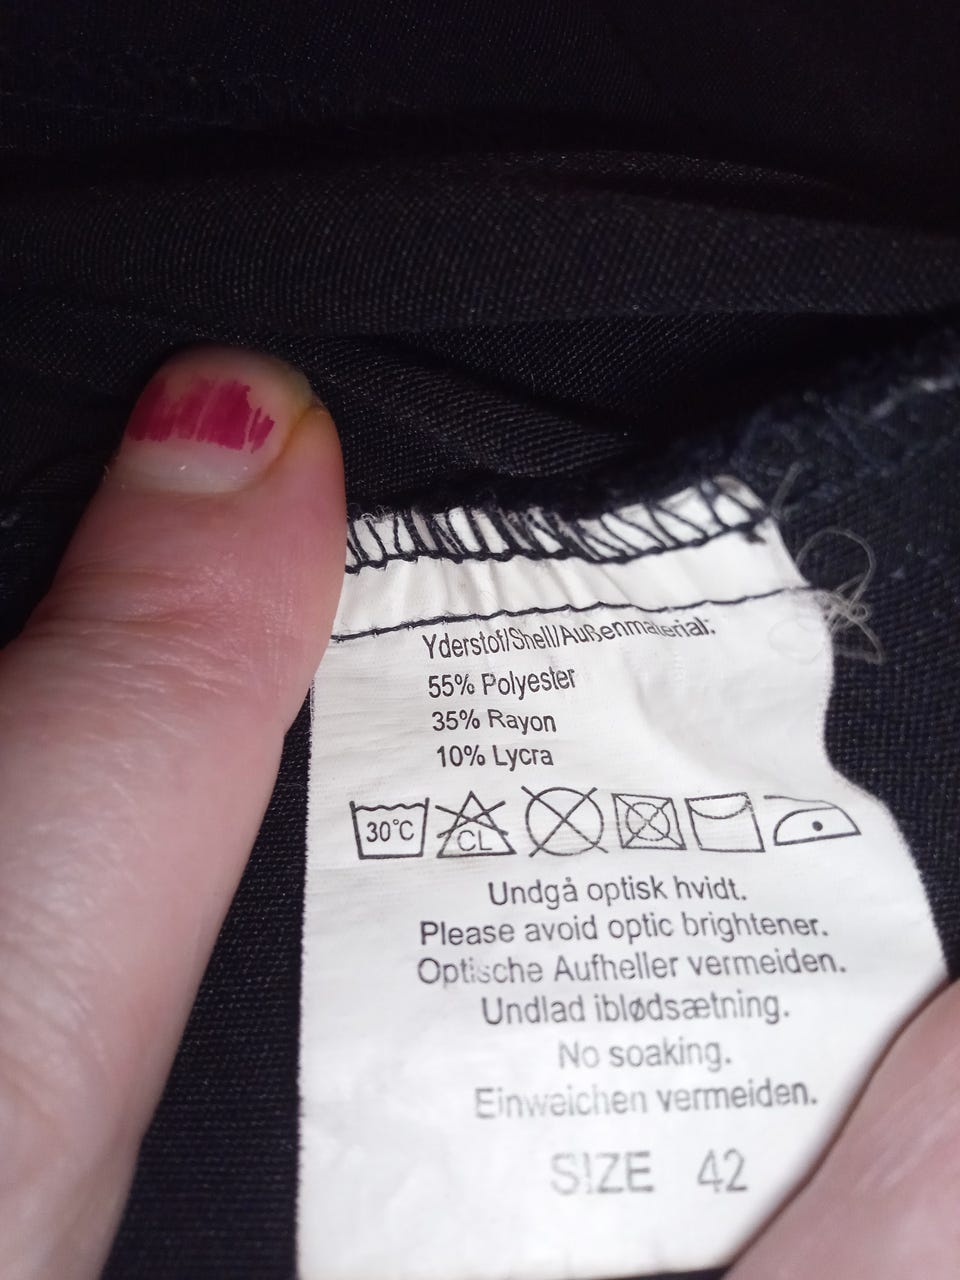 Yderstof/Shell/Außenmaterial:
55% Polyester
35% Rayon
10% Lycra
30°C CL
Undgå optisk hvidt.
Please avoid optic brightener.
Optische Aufheller vermeiden.
Undlad iblødsætning.
No soaking.
Einweichen vermeiden.
SIZE 42